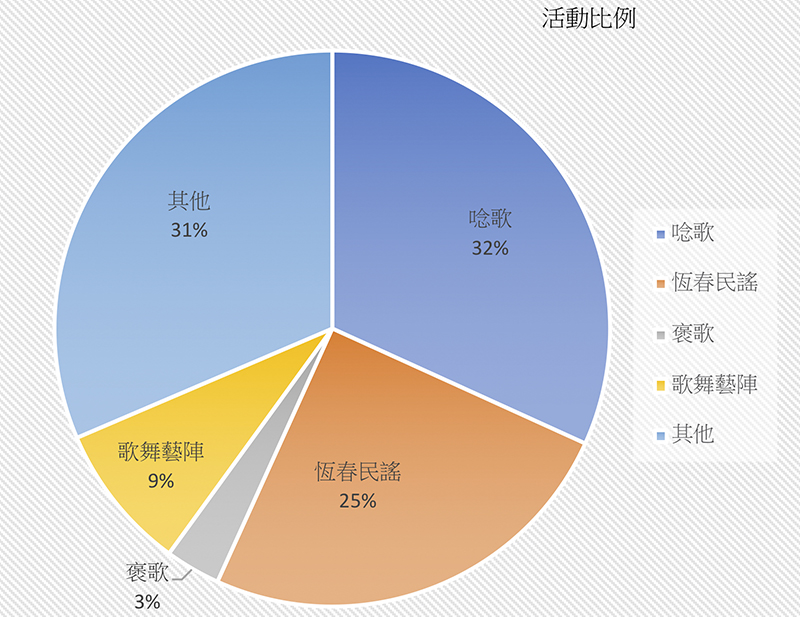 活動比例
其他
31%
唸歌
32%
歌舞藝陣
9%
恆春民謠
25%
褒歌
3%
唸歌
恆春民謠
褒歌
歌舞藝陣
其他